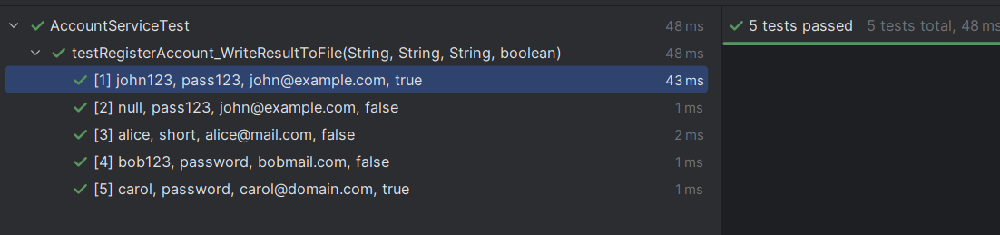 AccountServiceTest 48 ms
testRegisterAccount_WriteResultToFile(String, String, String, boolean) 48 ms
[1] john123, pass123, john@example.com, true 43 ms
[2] null, pass123, john@example.com, false 1 ms
[3] alice, short, alice@mail.com, false 2 ms
[4] bob123, password, bobmail.com, false 1 ms
[5] carol, password, carol@domain.com, true 1 ms
5 tests passed 5 tests total, 48 ms